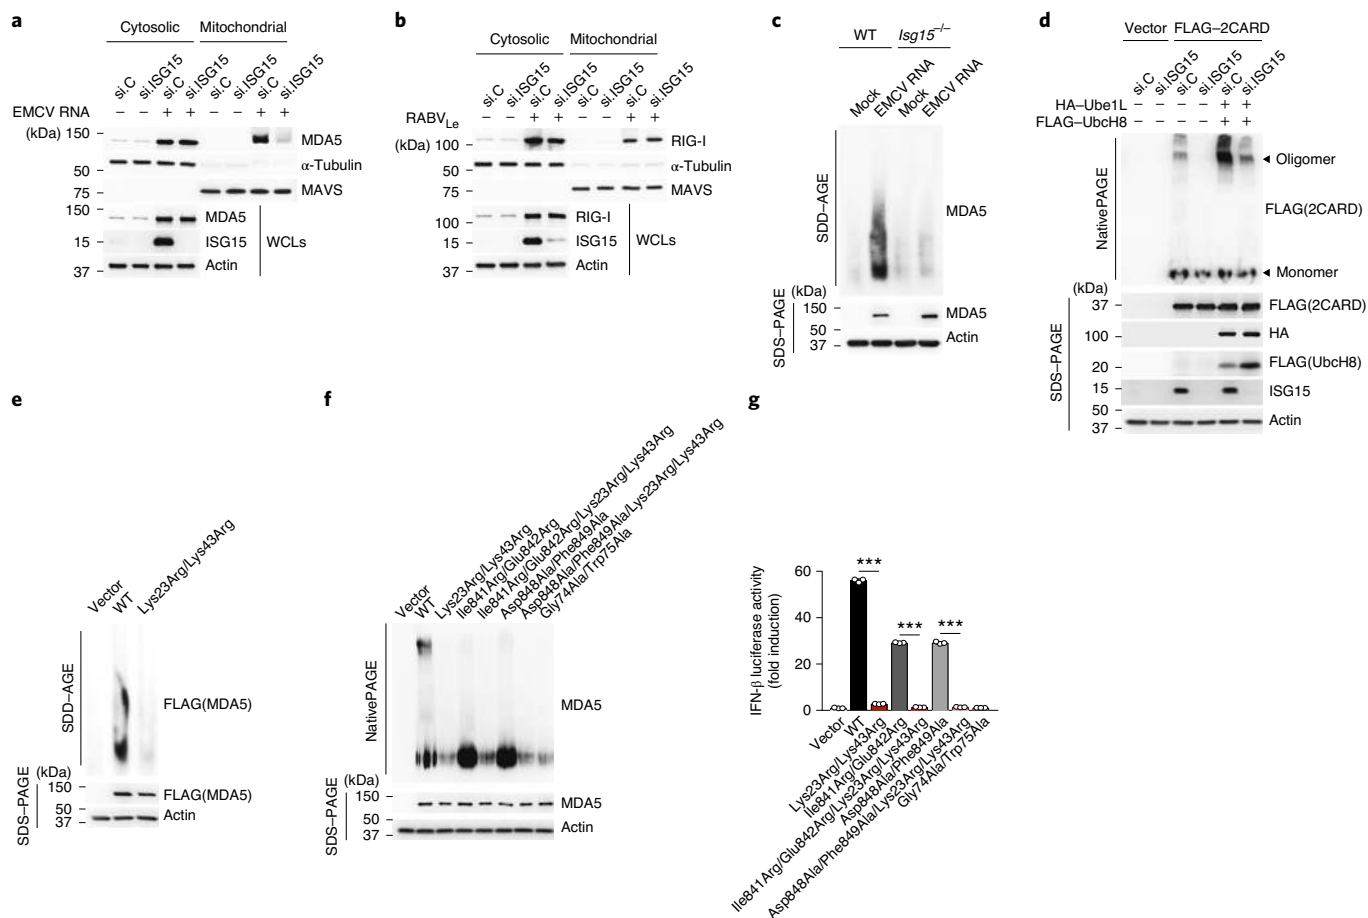 a
Cytosolic Mitochondrial
si.C si.ISG15 si.C si.ISG15 si.C si.ISG15 si.C si.ISG15
EMCV RNA – – + + – – + +
(kDa) 150 MDA5
α-Tubulin
50
75 MAVS
150 MDA5
15 ISG15 WCLs
37 Actin
b
Cytosolic Mitochondrial
si.C si.ISG15 si.C si.ISG15 si.C si.ISG15 si.C si.ISG15
RABVLe – – + + – – + +
(kDa) 100 RIG-I
α-Tubulin
50
75 MAVS
100 RIG-I
15 ISG15 WCLs
37 Actin
c
WT Isg15–/–
Mock EMCV RNA Mock EMCV RNA
SDD–AGE MDA5
(kDa)
SDS–PAGE
150 MDA5
50
37 Actin
d
Vector FLAG–2CARD
si.C si.ISG15 si.C si.ISG15 si.C si.ISG15
HA–Ube1L – – – – + +
FLAG–UbcH8 – – – – + +
NativePAGE
Oligomer
FLAG(2CARD)
Monomer
(kDa)
SDS–PAGE
37 FLAG(2CARD)
100 HA
20 FLAG(UbcH8)
15 ISG15
50
37 Actin
e
Vector WT Lys23Arg/Lys43Arg
SDD–AGE FLAG(MDA5)
(kDa)
SDS–PAGE
150 FLAG(MDA5)
50
37 Actin
f
Vector
WT
Lys23Arg/Lys43Arg
Ile841Arg/Glu842Arg
Ile841Arg/Glu842Arg/Lys23Arg/Lys43Arg
Asp848Ala/Phe849Ala
Asp848Ala/Phe849Ala/Lys23Arg/Lys43Arg
Gly74Ala/Trp75Ala
NativePAGE MDA5
(kDa)
SDS–PAGE
150 MDA5
50
37 Actin
g
IFN-β luciferase activity
(fold induction)
60
40
20
0
*** *** ***
Vector
WT
Lys23Arg/Lys43Arg
Ile841Arg/Glu842Arg
Ile841Arg/Glu842Arg/Lys23Arg/Lys43Arg
Asp848Ala/Phe849Ala
Asp848Ala/Phe849Ala/Lys23Arg/Lys43Arg
Gly74Ala/Trp75Ala